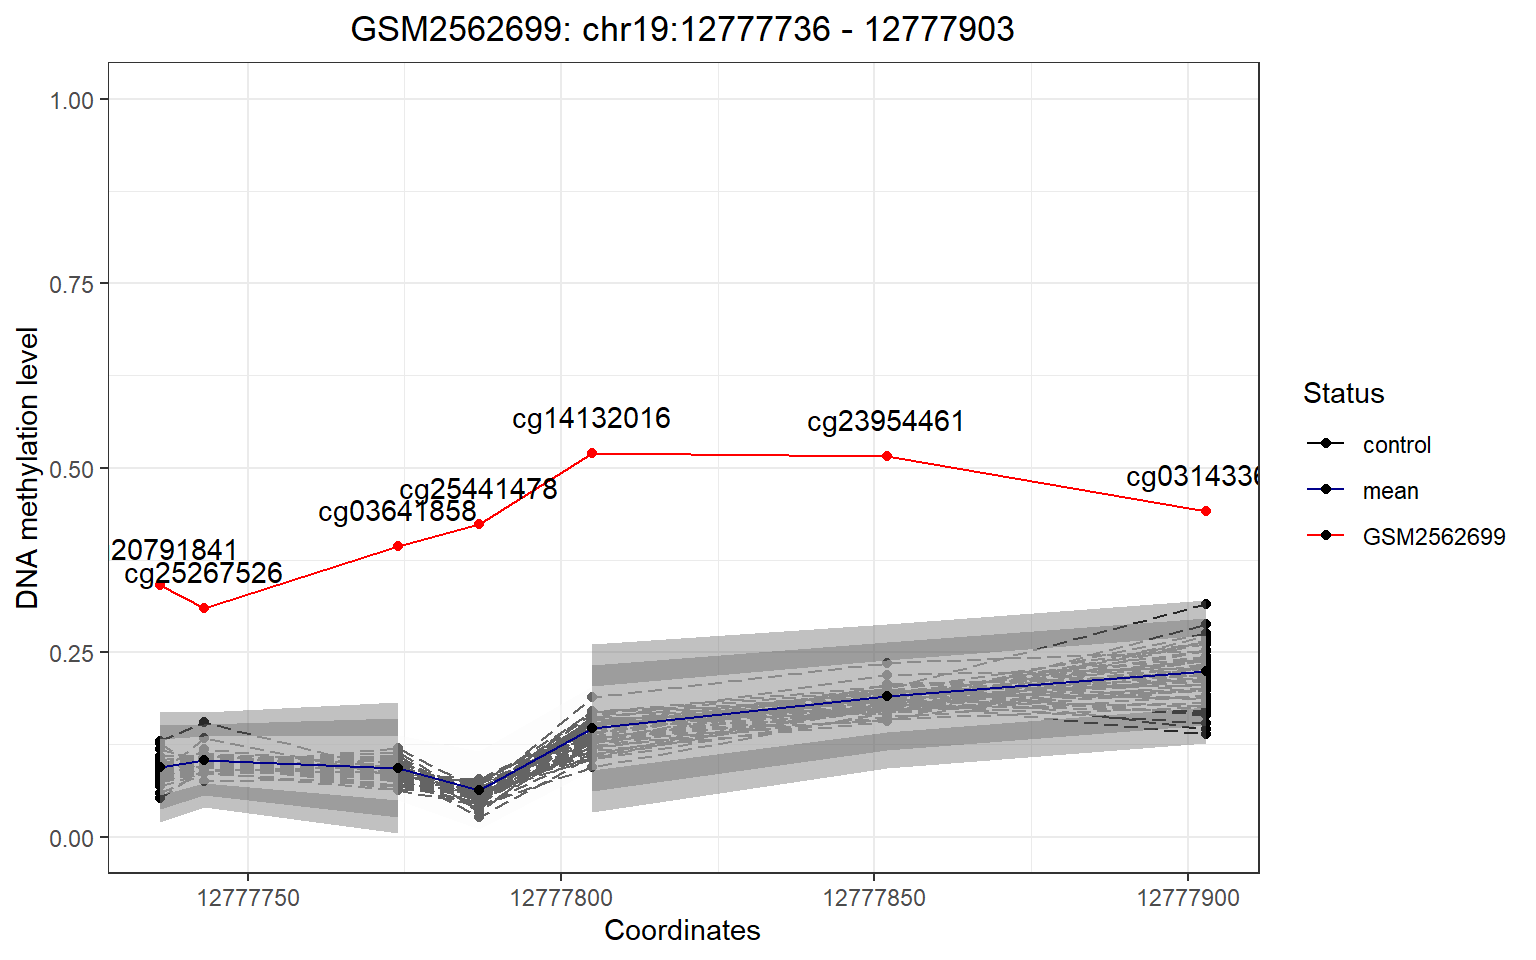 GSM2562699: chr19:12777736 - 12777903
DNA methylation level
1.00
0.75
0.50
0.25
0.00
20791841
cg25267526
cg03641858
cg25441478
cg14132016
cg23954461
cg0314336
12777750
12777800
12777850
12777900
Coordinates
Status
control
mean
GSM2562699